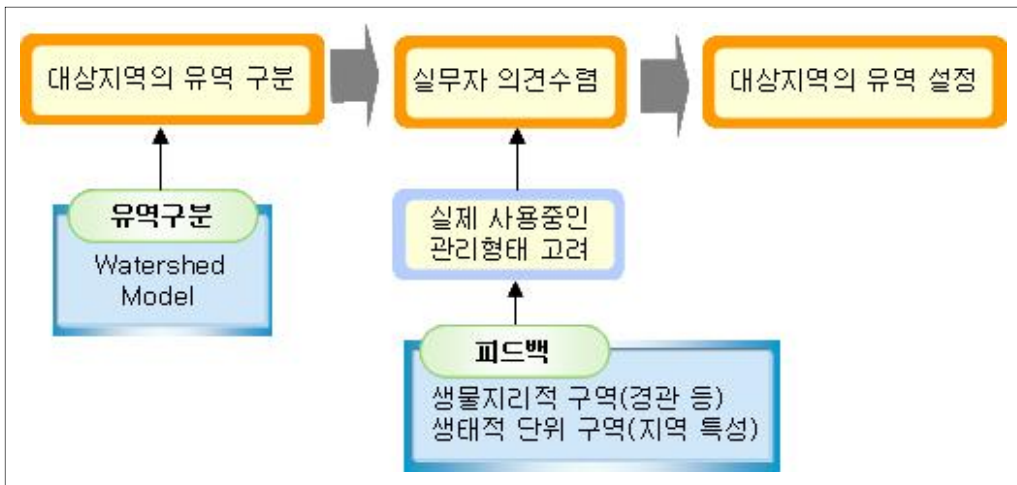 대상지역의 유역 구분
실무자 의견수렴
대상지역의 유역 설정
유역구분
Watershed
Model
실제 사용중인
관리형태 고려
피드백
생물지리적 구역(경관 등)
생태적 단위 구역(지역 특성)